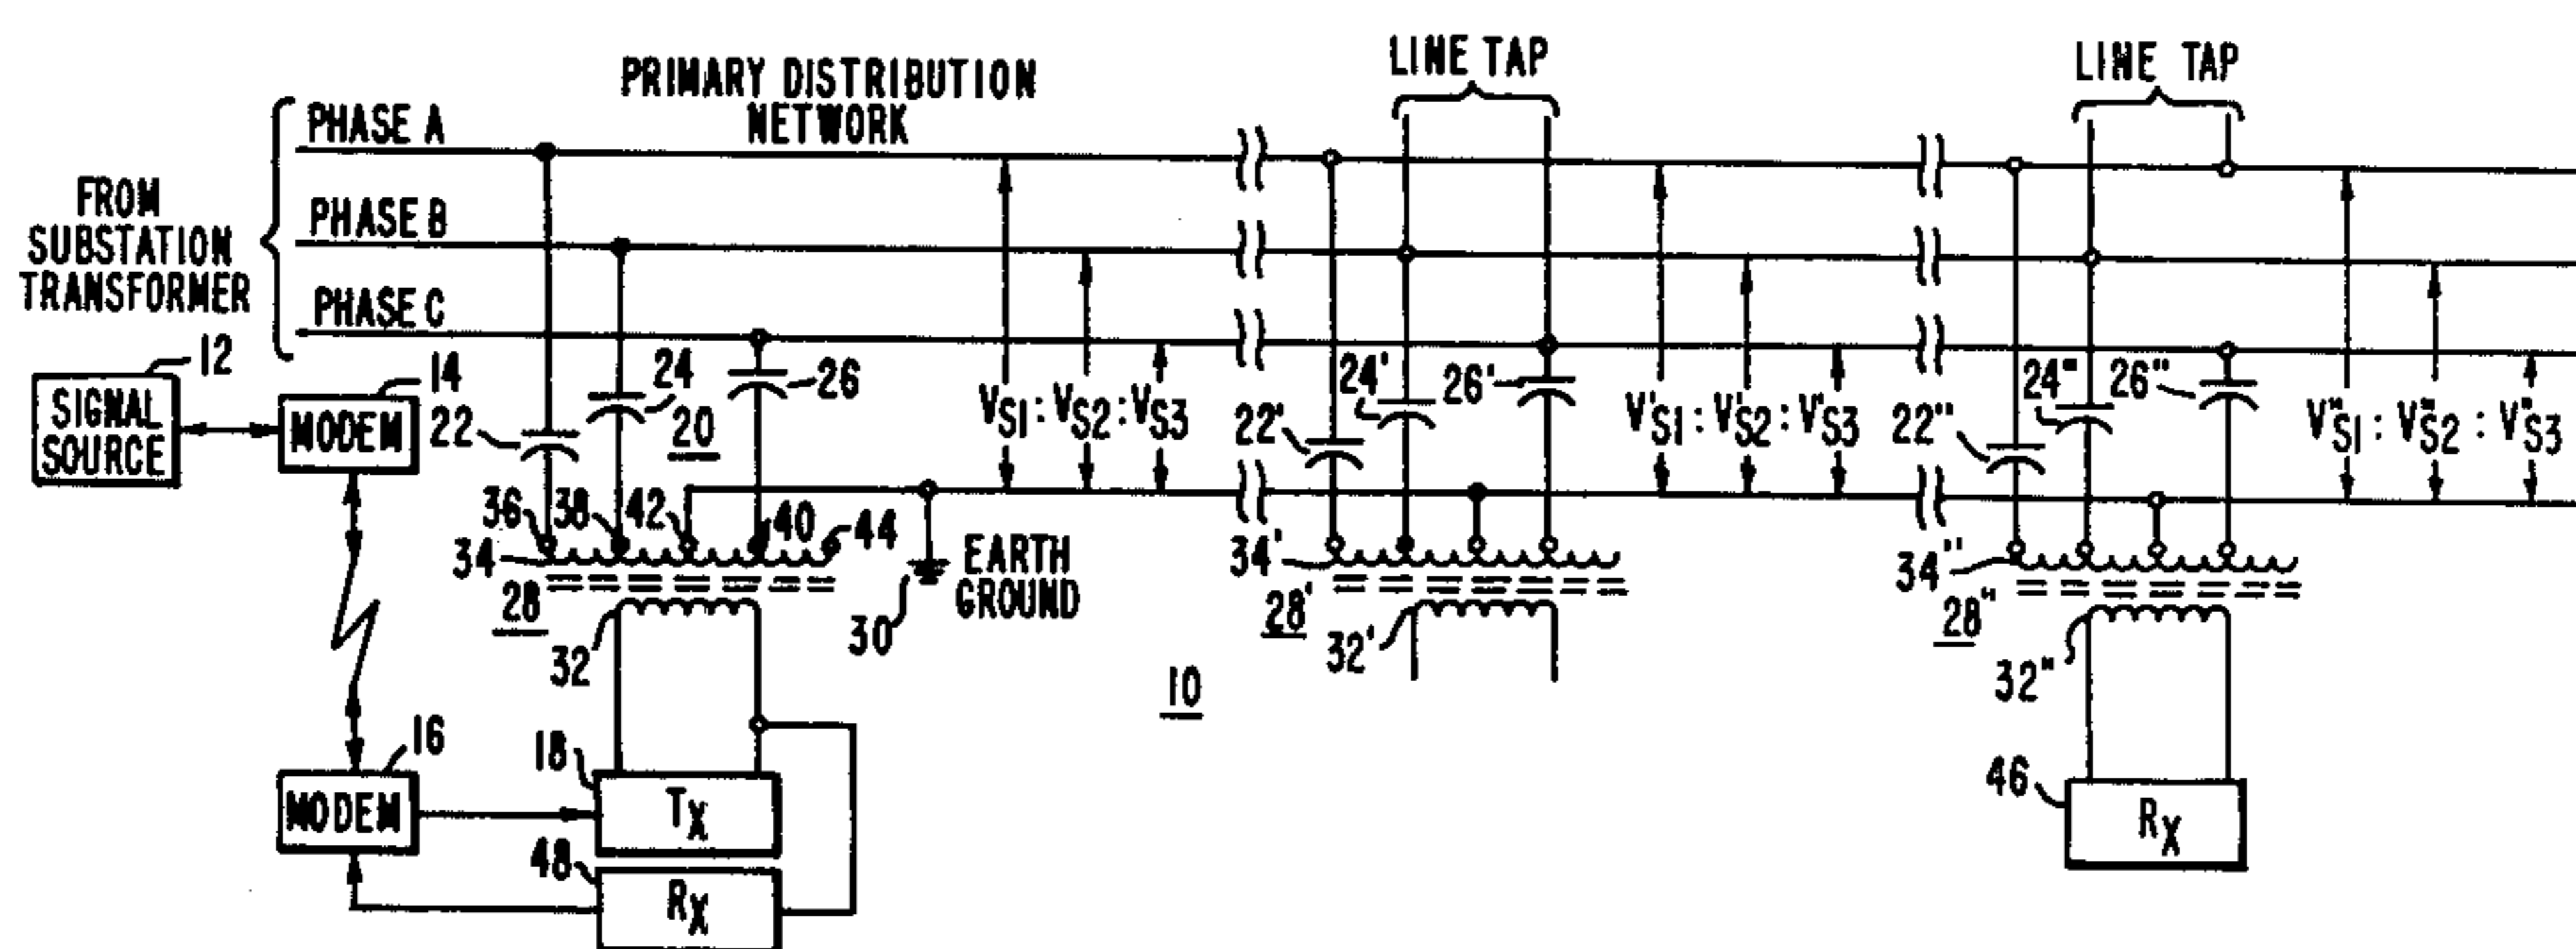 PRIMARY DISTRIBUTION
NETWORK
LINE TAP
LINE TAP
PHASE A
PHASE B
PHASE C
FROM
SUBSTATION
TRANSFORMER
12
SIGNAL
SOURCE
14
MODEM
22
24
20
26
VS1 : VS2 : VS3
22'
24'
26'
V'S1 : V'S2 : V'S3
22"
24"
26"
V"S1 : V"S2 : V"S3
36
38
42
40
44
34
28
32
30
EARTH
GROUND
34'
28'
32'
10
34"
28"
32"
16
MODEM
18
TX
48
RX
46
RX